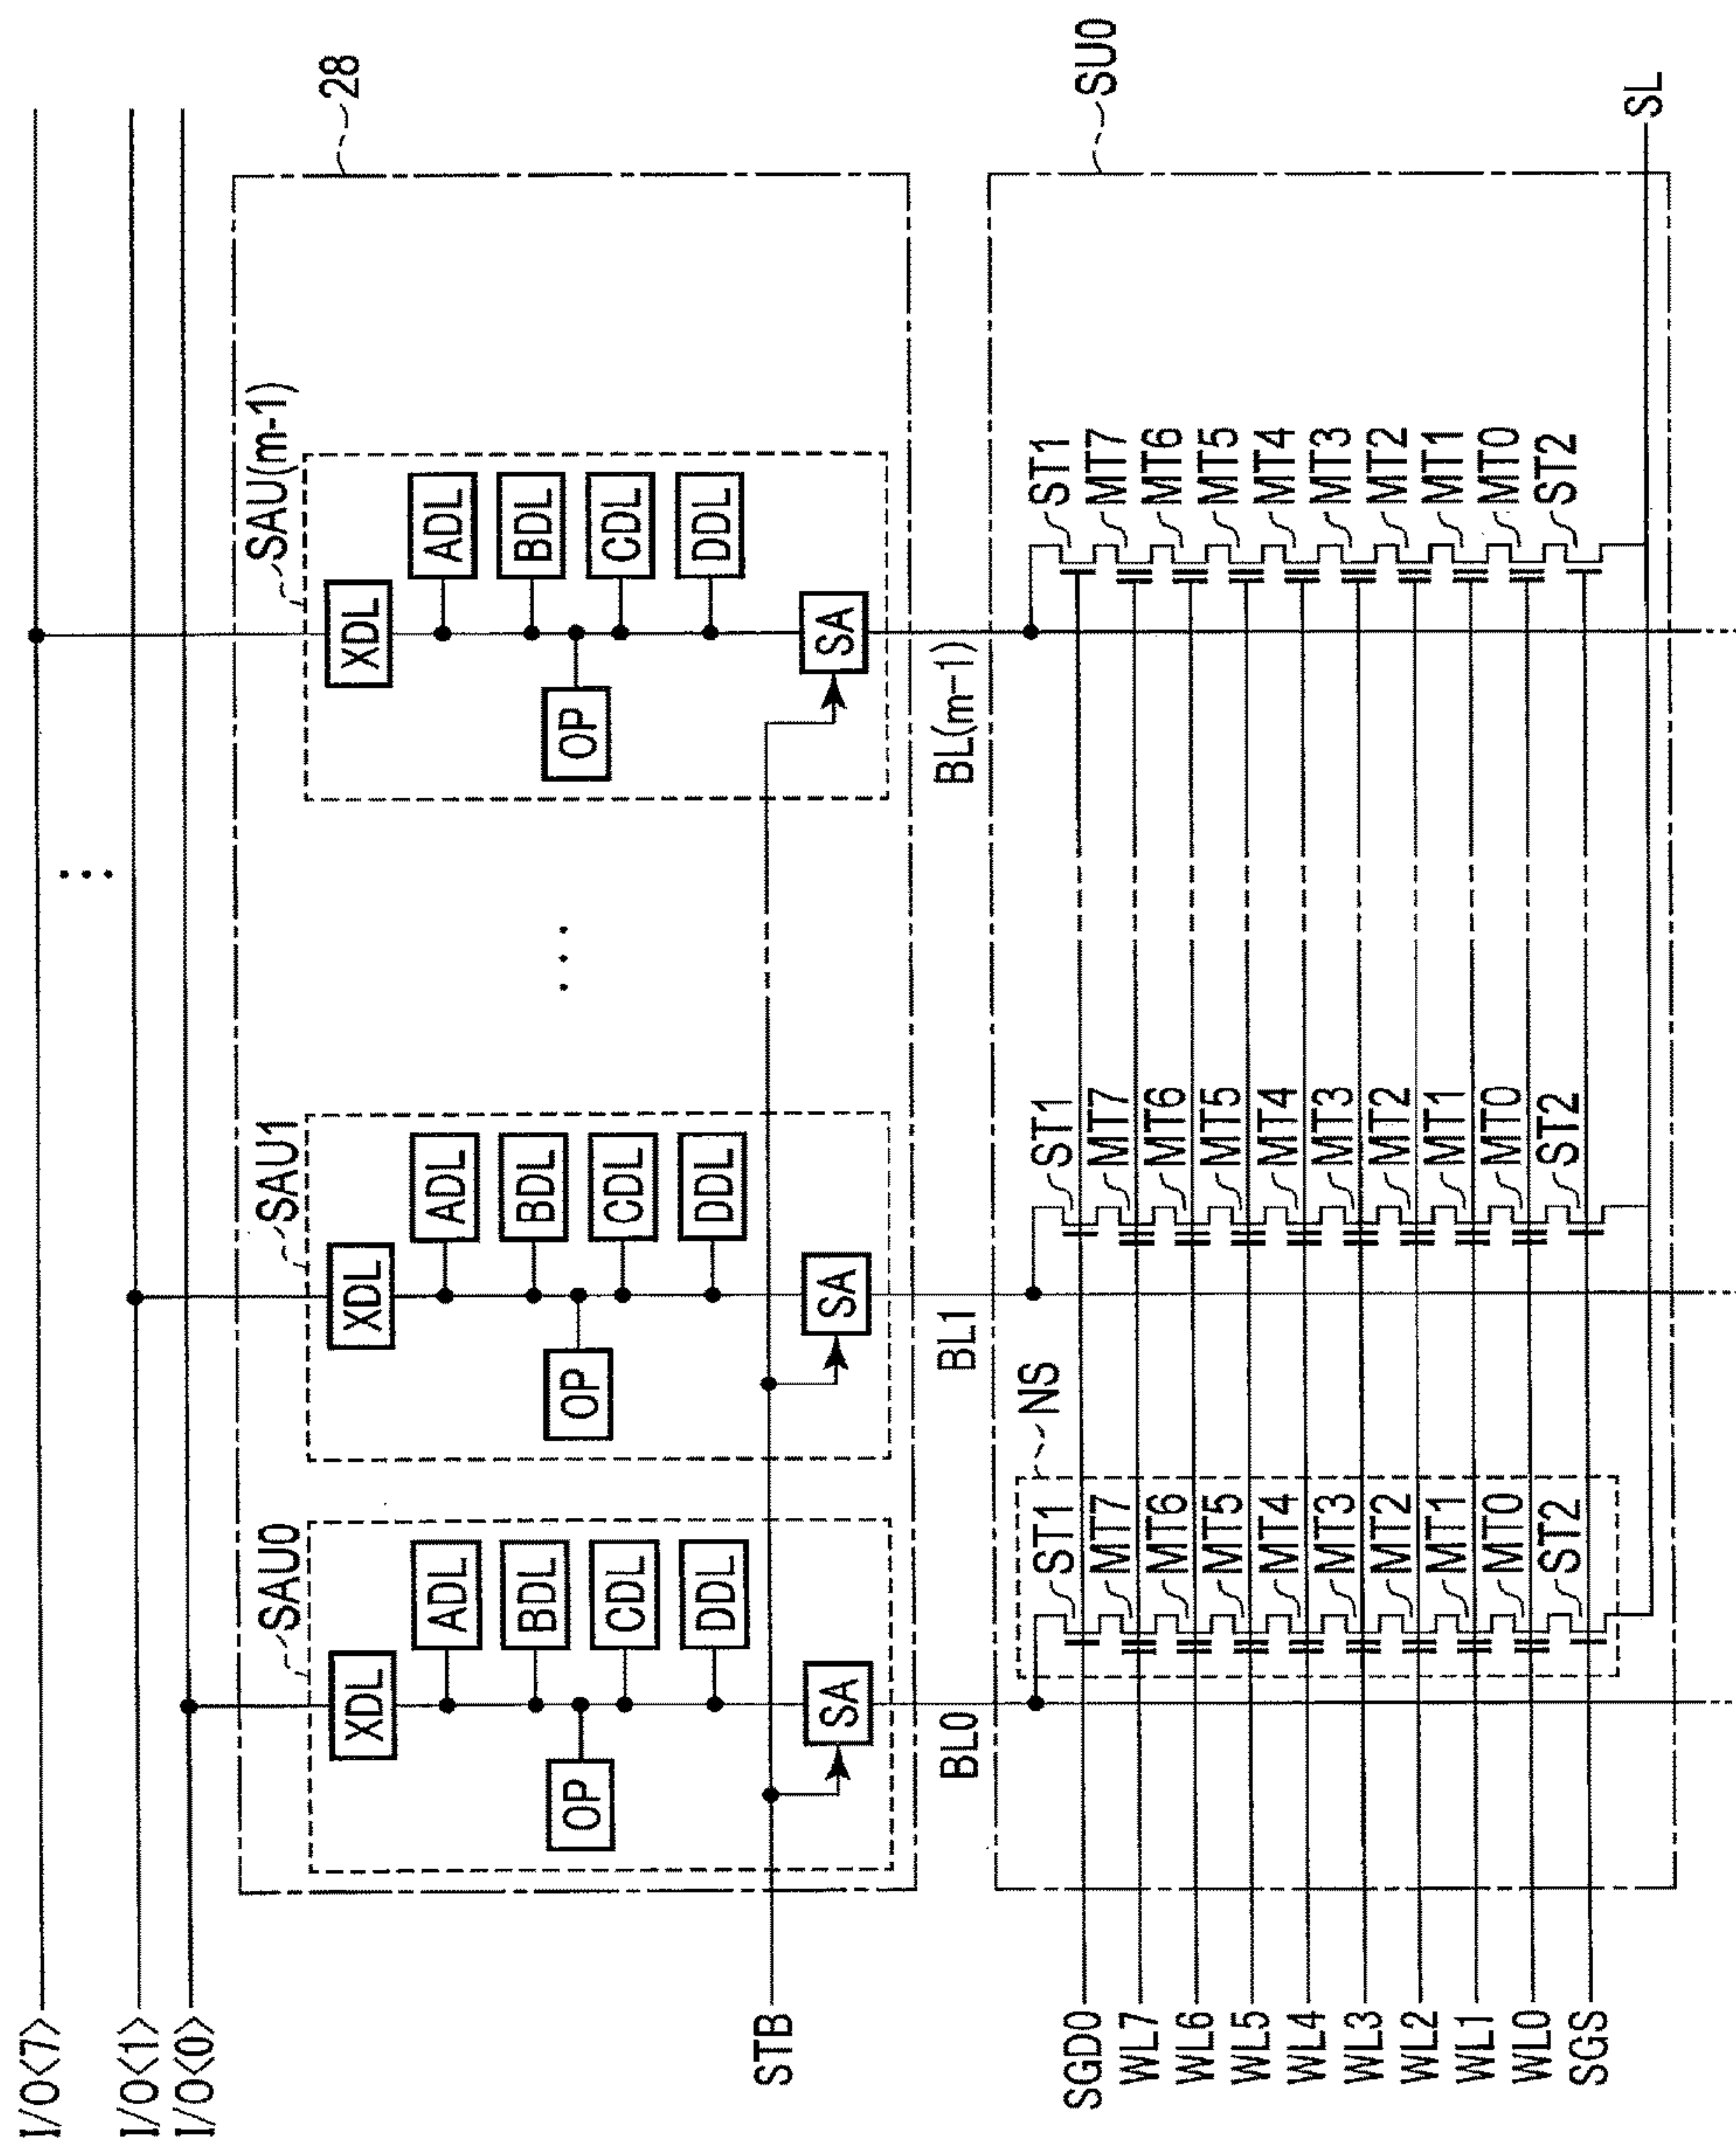 I/O<7>
I/O<1>
I/O<0>
28
SAU0
SAU1
SAU(m-1)
XDL
XDL
XDL
ADL
ADL
ADL
BDL
BDL
BDL
OP
OP
OP
CDL
CDL
CDL
DDL
DDL
DDL
STB
SA
SA
SA
BL0
BL1
BL(m-1)
NS
SU0
SGD0
ST1
ST1
ST1
WL7
MT7
MT7
MT7
WL6
MT6
MT6
MT6
WL5
MT5
MT5
MT5
WL4
MT4
MT4
MT4
WL3
MT3
MT3
MT3
WL2
MT2
MT2
MT2
WL1
MT1
MT1
MT1
WL0
MT0
MT0
MT0
SGS
ST2
ST2
ST2
SL